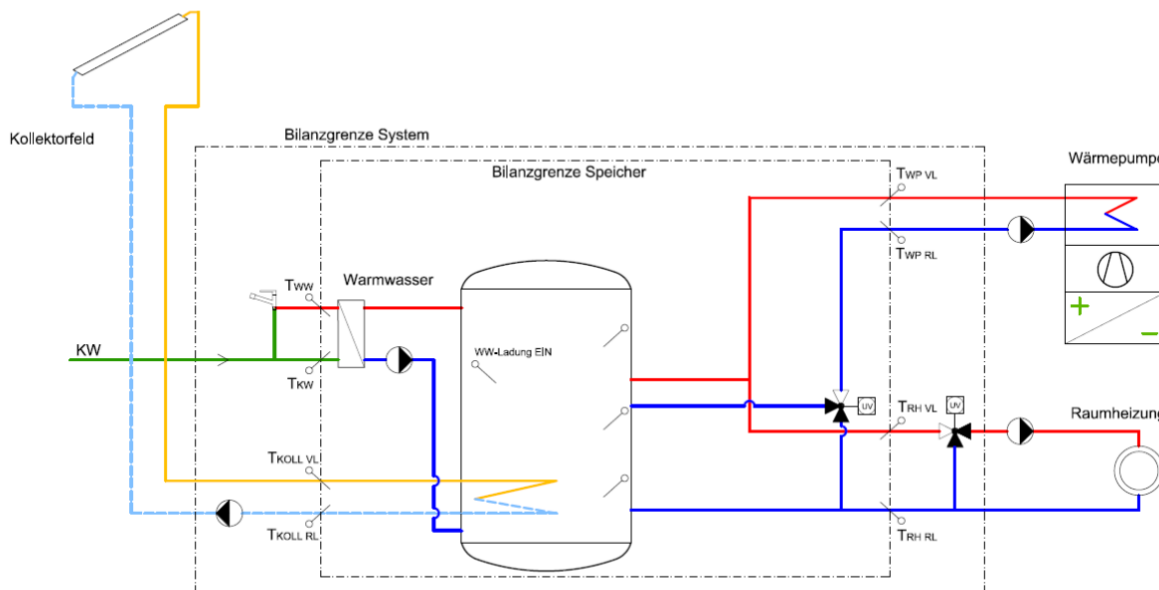 Kollektorfeld
Bilanzgrenze System
Bilanzgrenze Speicher
Wärmepumpe
TWP VL
TWP RL
TWW
Warmwasser
KW
TKW
WW-Ladung EIN
UV
UV
TRH VL
Raumheizung
TKOLL VL
TKOLL RL
TRH RL